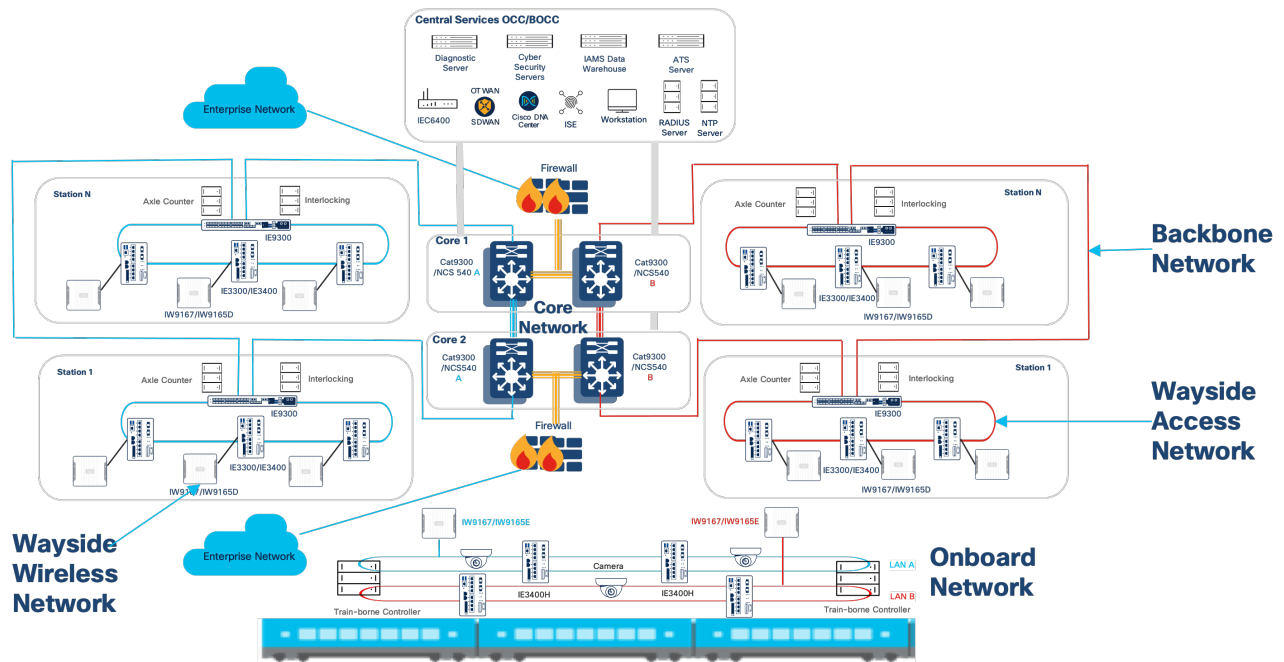 Central Services OCC/BOCC
Diagnostic
Server
Cyber
Security
Servers
IAMS Data
Warehouse
ATS
Server
IEC6400
OT WAN
SDWAN
Cisco DNA
Center
ISE
Workstation
RADIUS
Server
NTP
Server
Enterprise Network
Firewall
Station N
Axle Counter
Interlocking
IE9300
IE3300/IE3400
IW9167/IW9165D
Core 1
Cat9300
/NCS 540 A
Cat9300
/NCS540
B
Core
Network
Core 2
Cat9300
/NCS540
A
Cat9300
/NCS540
B
Firewall
Station N
Axle Counter
Interlocking
IE9300
IE3300/IE3400
IW9167/IW9165D
Backbone
Network
Station 1
Axle Counter
Interlocking
IE9300
IE3300/IE3400
IW9167/IW9165D
Station 1
Axle Counter
Interlocking
IE9300
IE3300/IE3400
IW9167/IW9165D
Wayside
Access
Network
Wayside
Wireless
Network
Enterprise Network
IW9167/IW9165E
IW9167/IW9165E
Camera
IE3400H
IE3400H
LAN A
LAN B
Train-borne Controller
Train-borne Controller
Onboard
Network